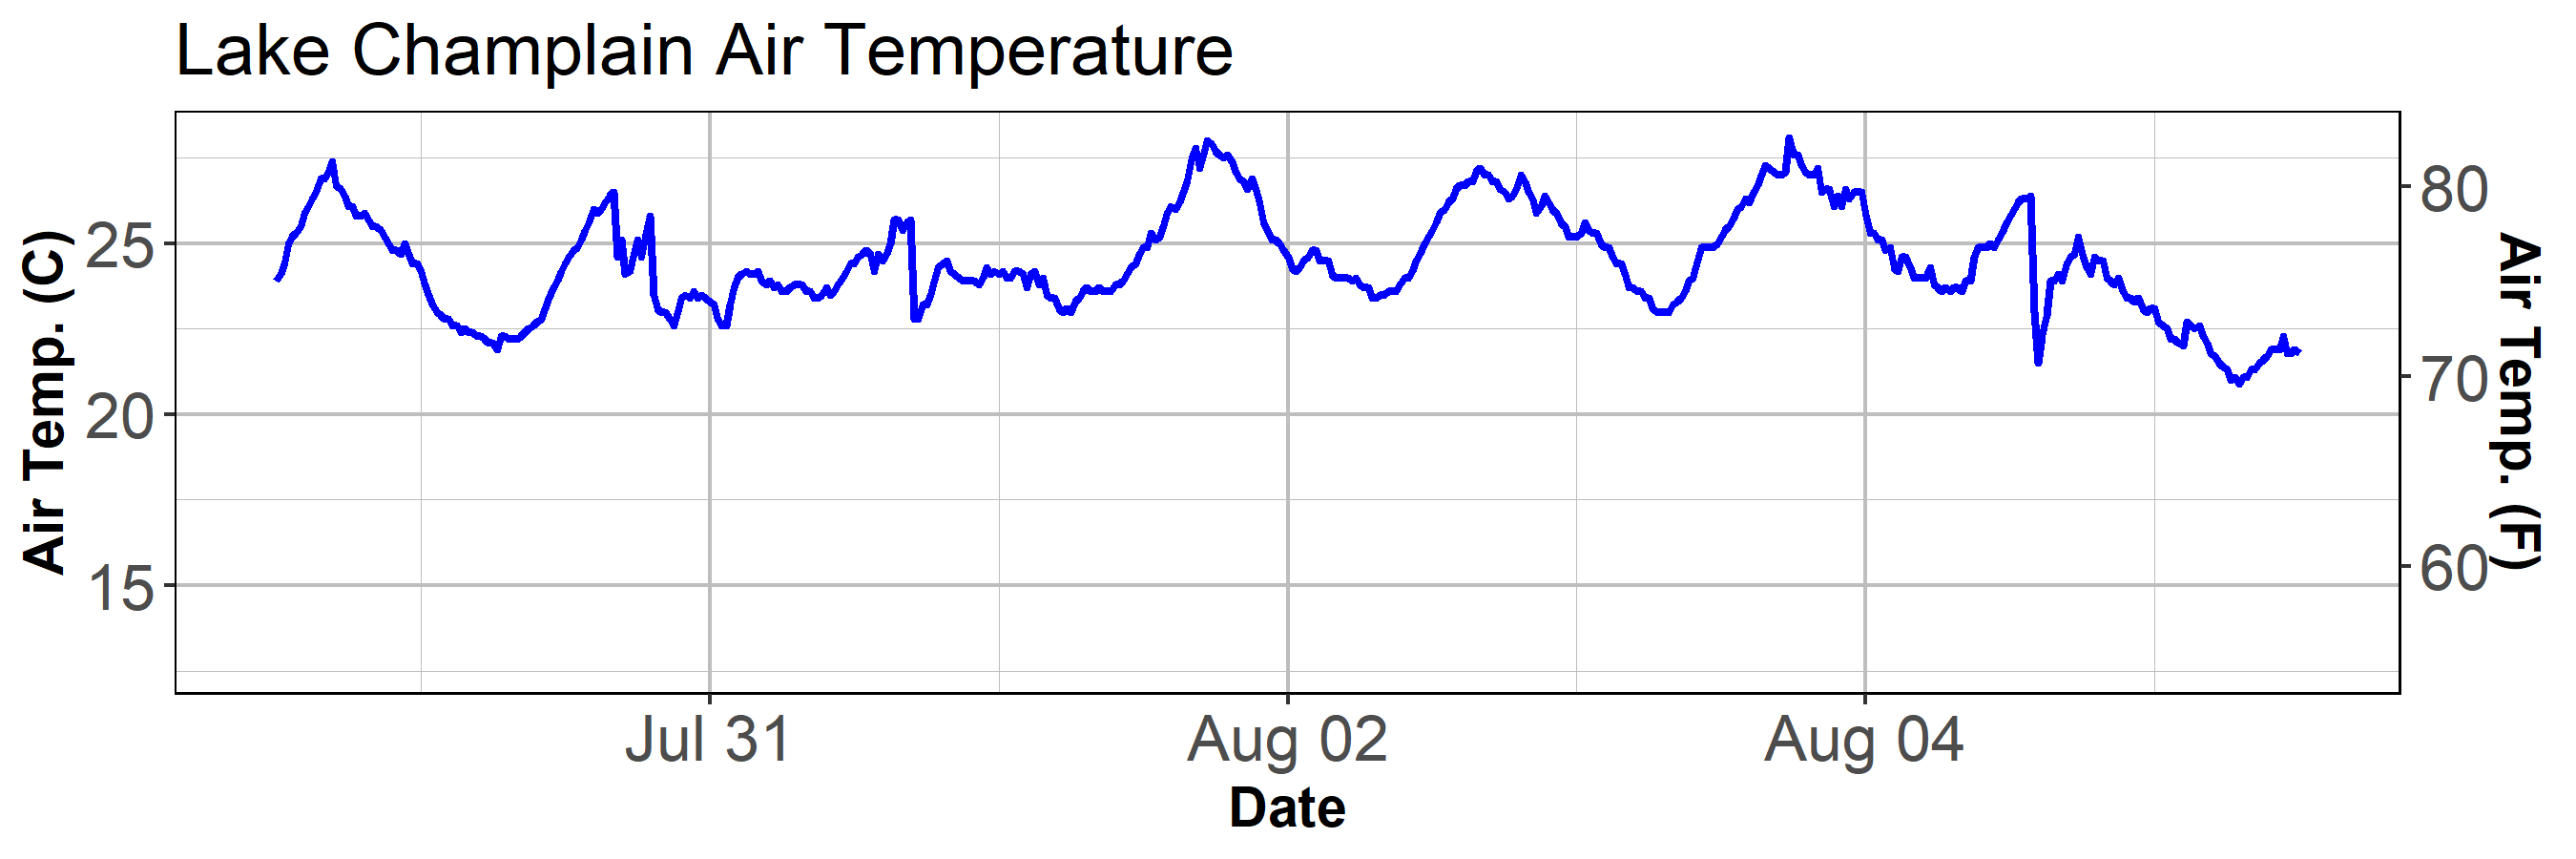 Lake Champlain Air Temperature
Air Temp. (C)
25
20
15
80
70
60
Air Temp. (F)
Jul 31
Aug 02
Aug 04
Date